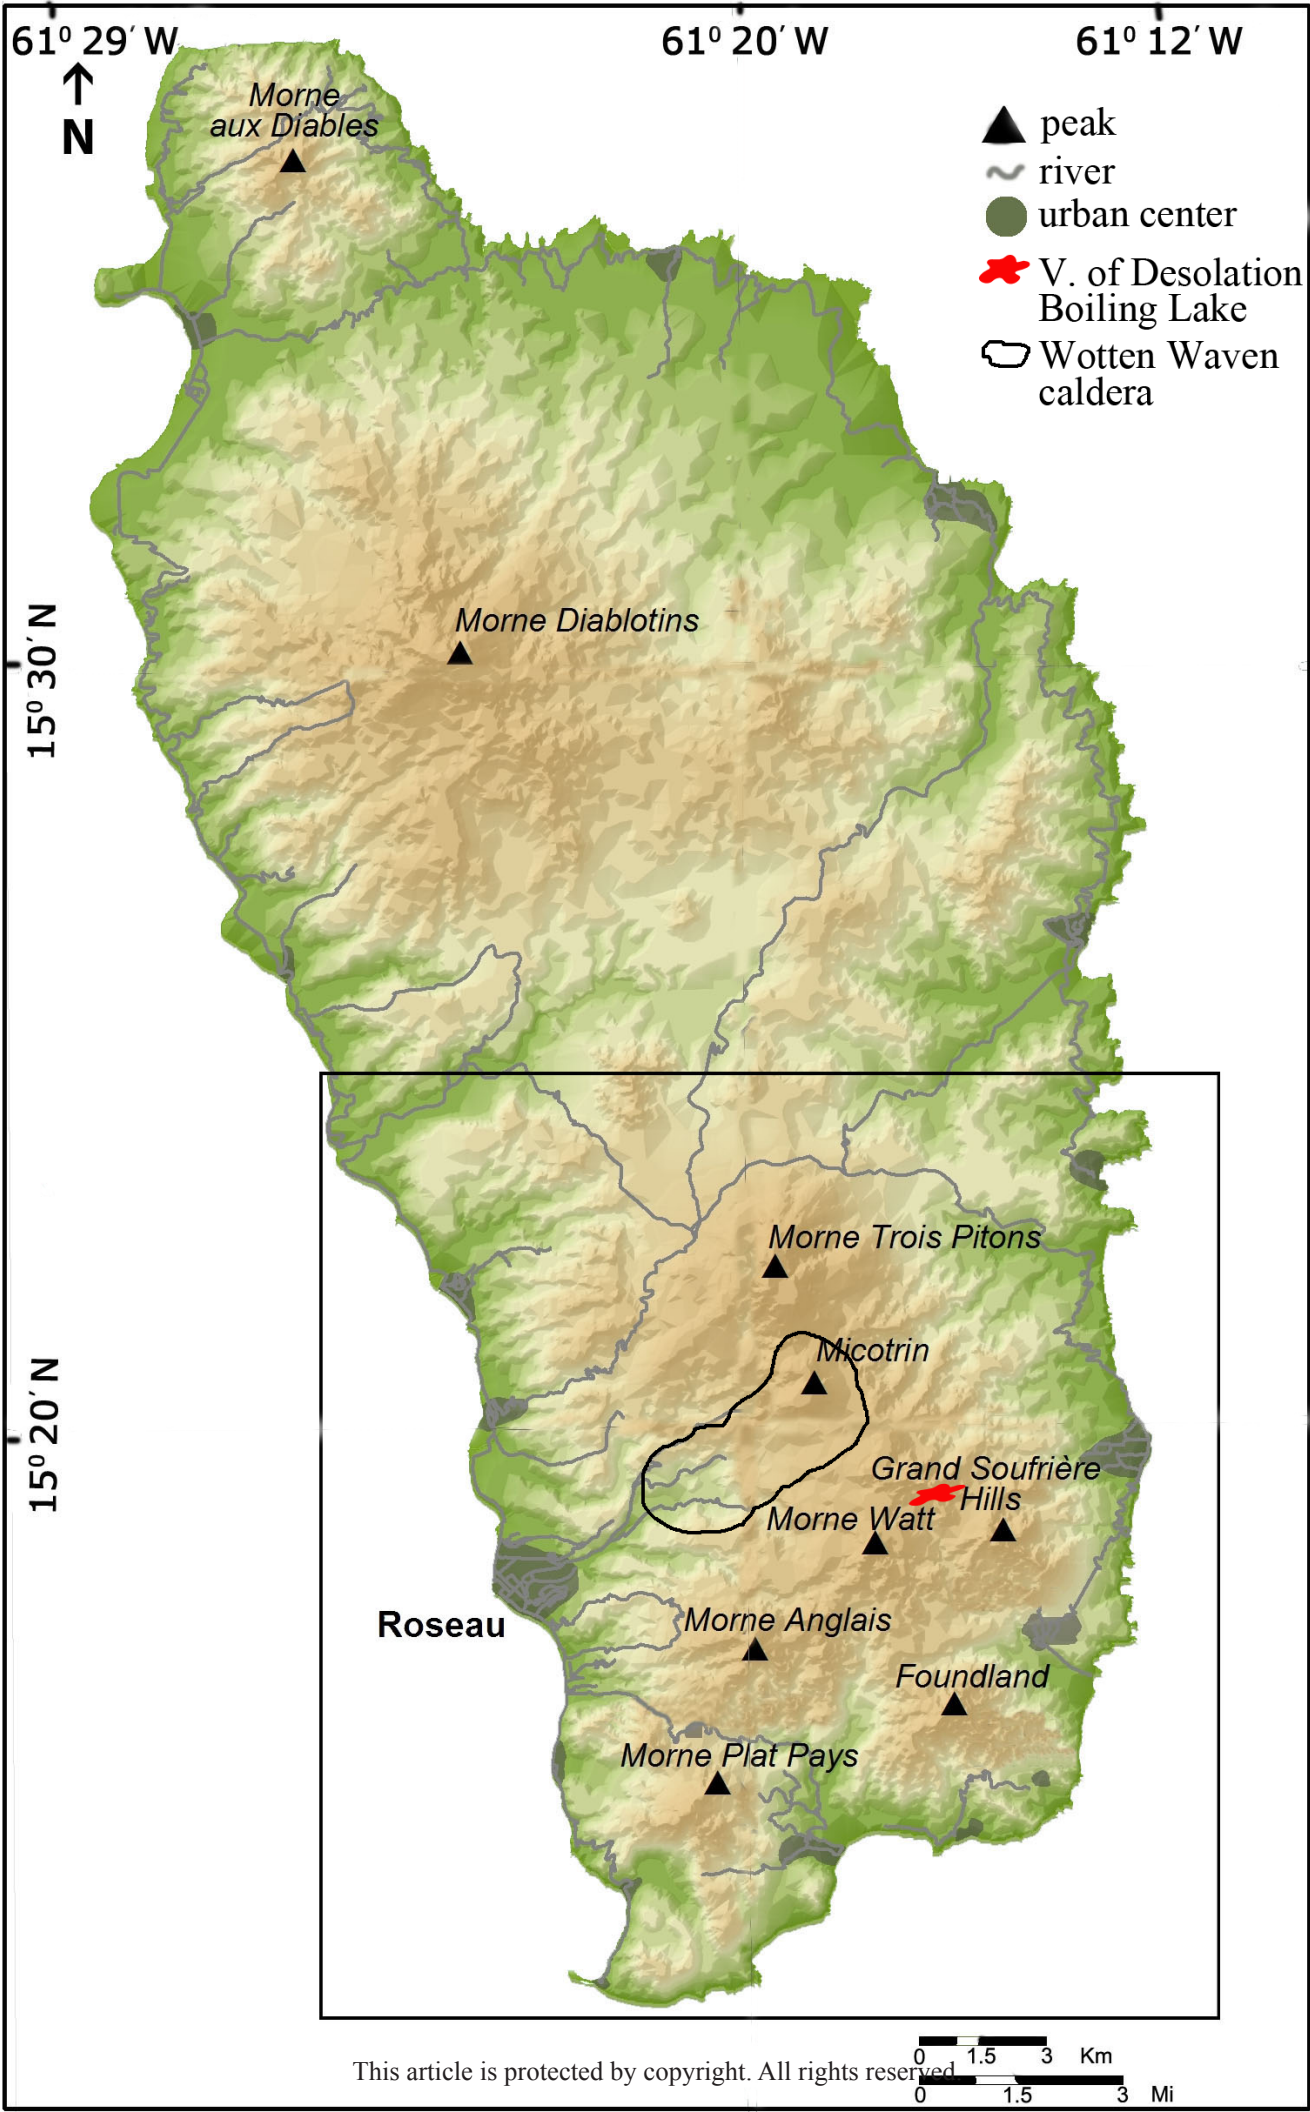 61⁰ 29′ W
61⁰ 20′ W
61⁰ 12′ W
N
Morne
aux Diables
peak
river
urban center
V. of Desolation
Boiling Lake
Wotten Waven
caldera
Morne Diablotins
15⁰ 30′ N
Morne Trois Pitons
Micotrin
15⁰ 20′ N
Grand Soufrière
Hills
Morne Watt
Roseau
Morne Anglais
Foundland
Morne Plat Pays
0 1.5 3 Km
This article is protected by copyright. All rights reserved.
0 1.5 3 Mi